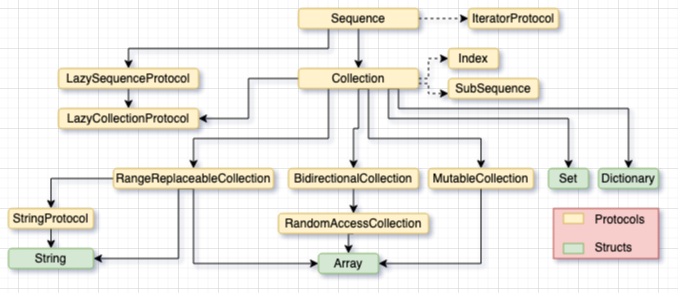 Sequence
IteratorProtocol
LazySequenceProtocol
Collection
Index
SubSequence
LazyCollectionProtocol
RangeReplaceableCollection
BidirectionalCollection
MutableCollection
Set
Dictionary
StringProtocol
RandomAccessCollection
Protocols
Structs
String
Array